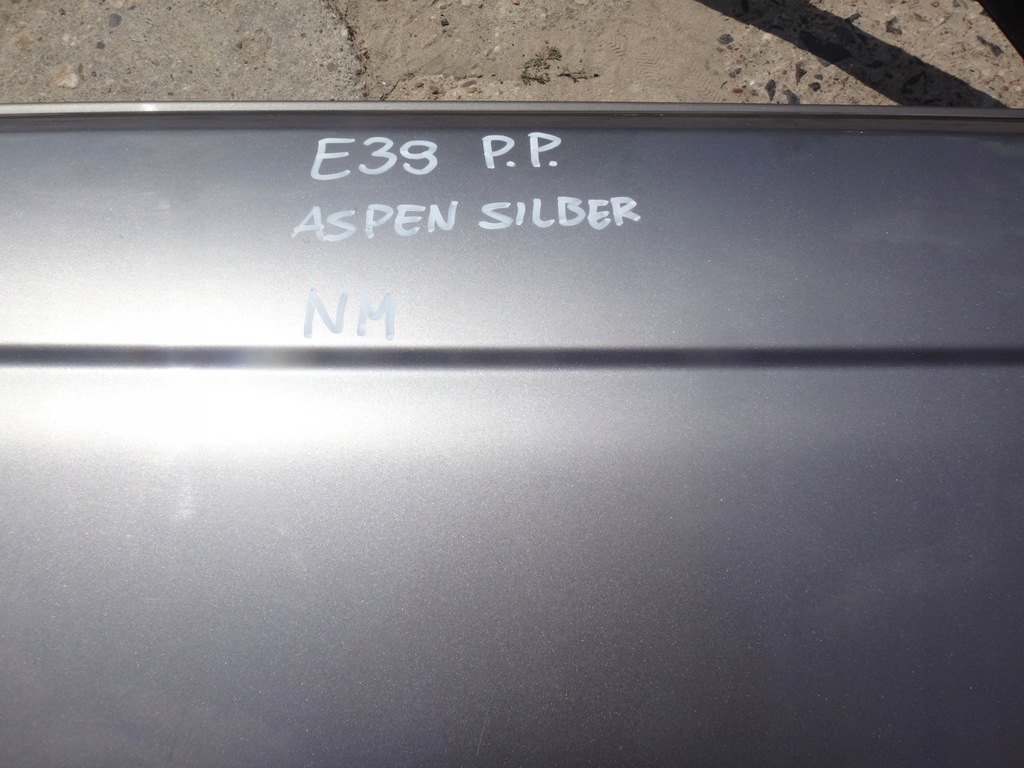 E39 P.P.
ASPEN SILBER
NM